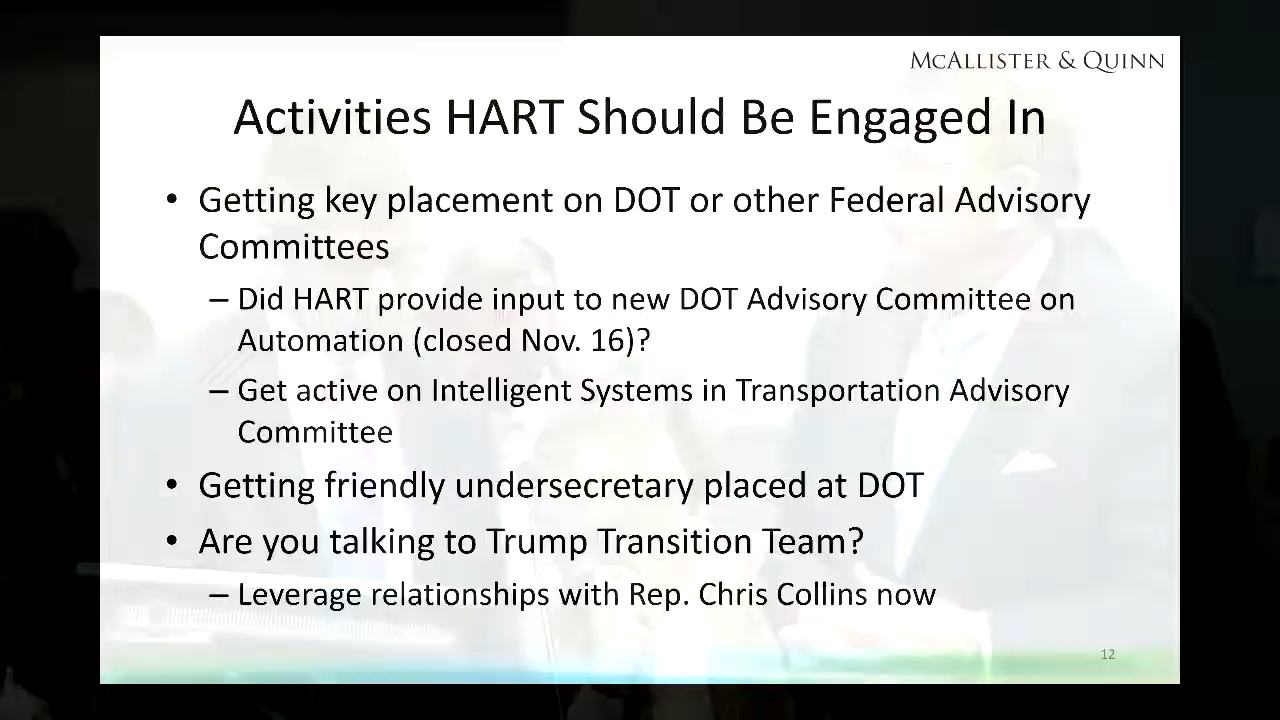 McAllister & Quinn
Activities HART Should Be Engaged In
• Getting key placement on DOT or other Federal Advisory
Committees
– Did HART provide input to new DOT Advisory Committee on
Automation (closed Nov. 16)?
– Get active on Intelligent Systems in Transportation Advisory
Committee
• Getting friendly undersecretary placed at DOT
• Are you talking to Trump Transition Team?
– Leverage relationships with Rep. Chris Collins now
12